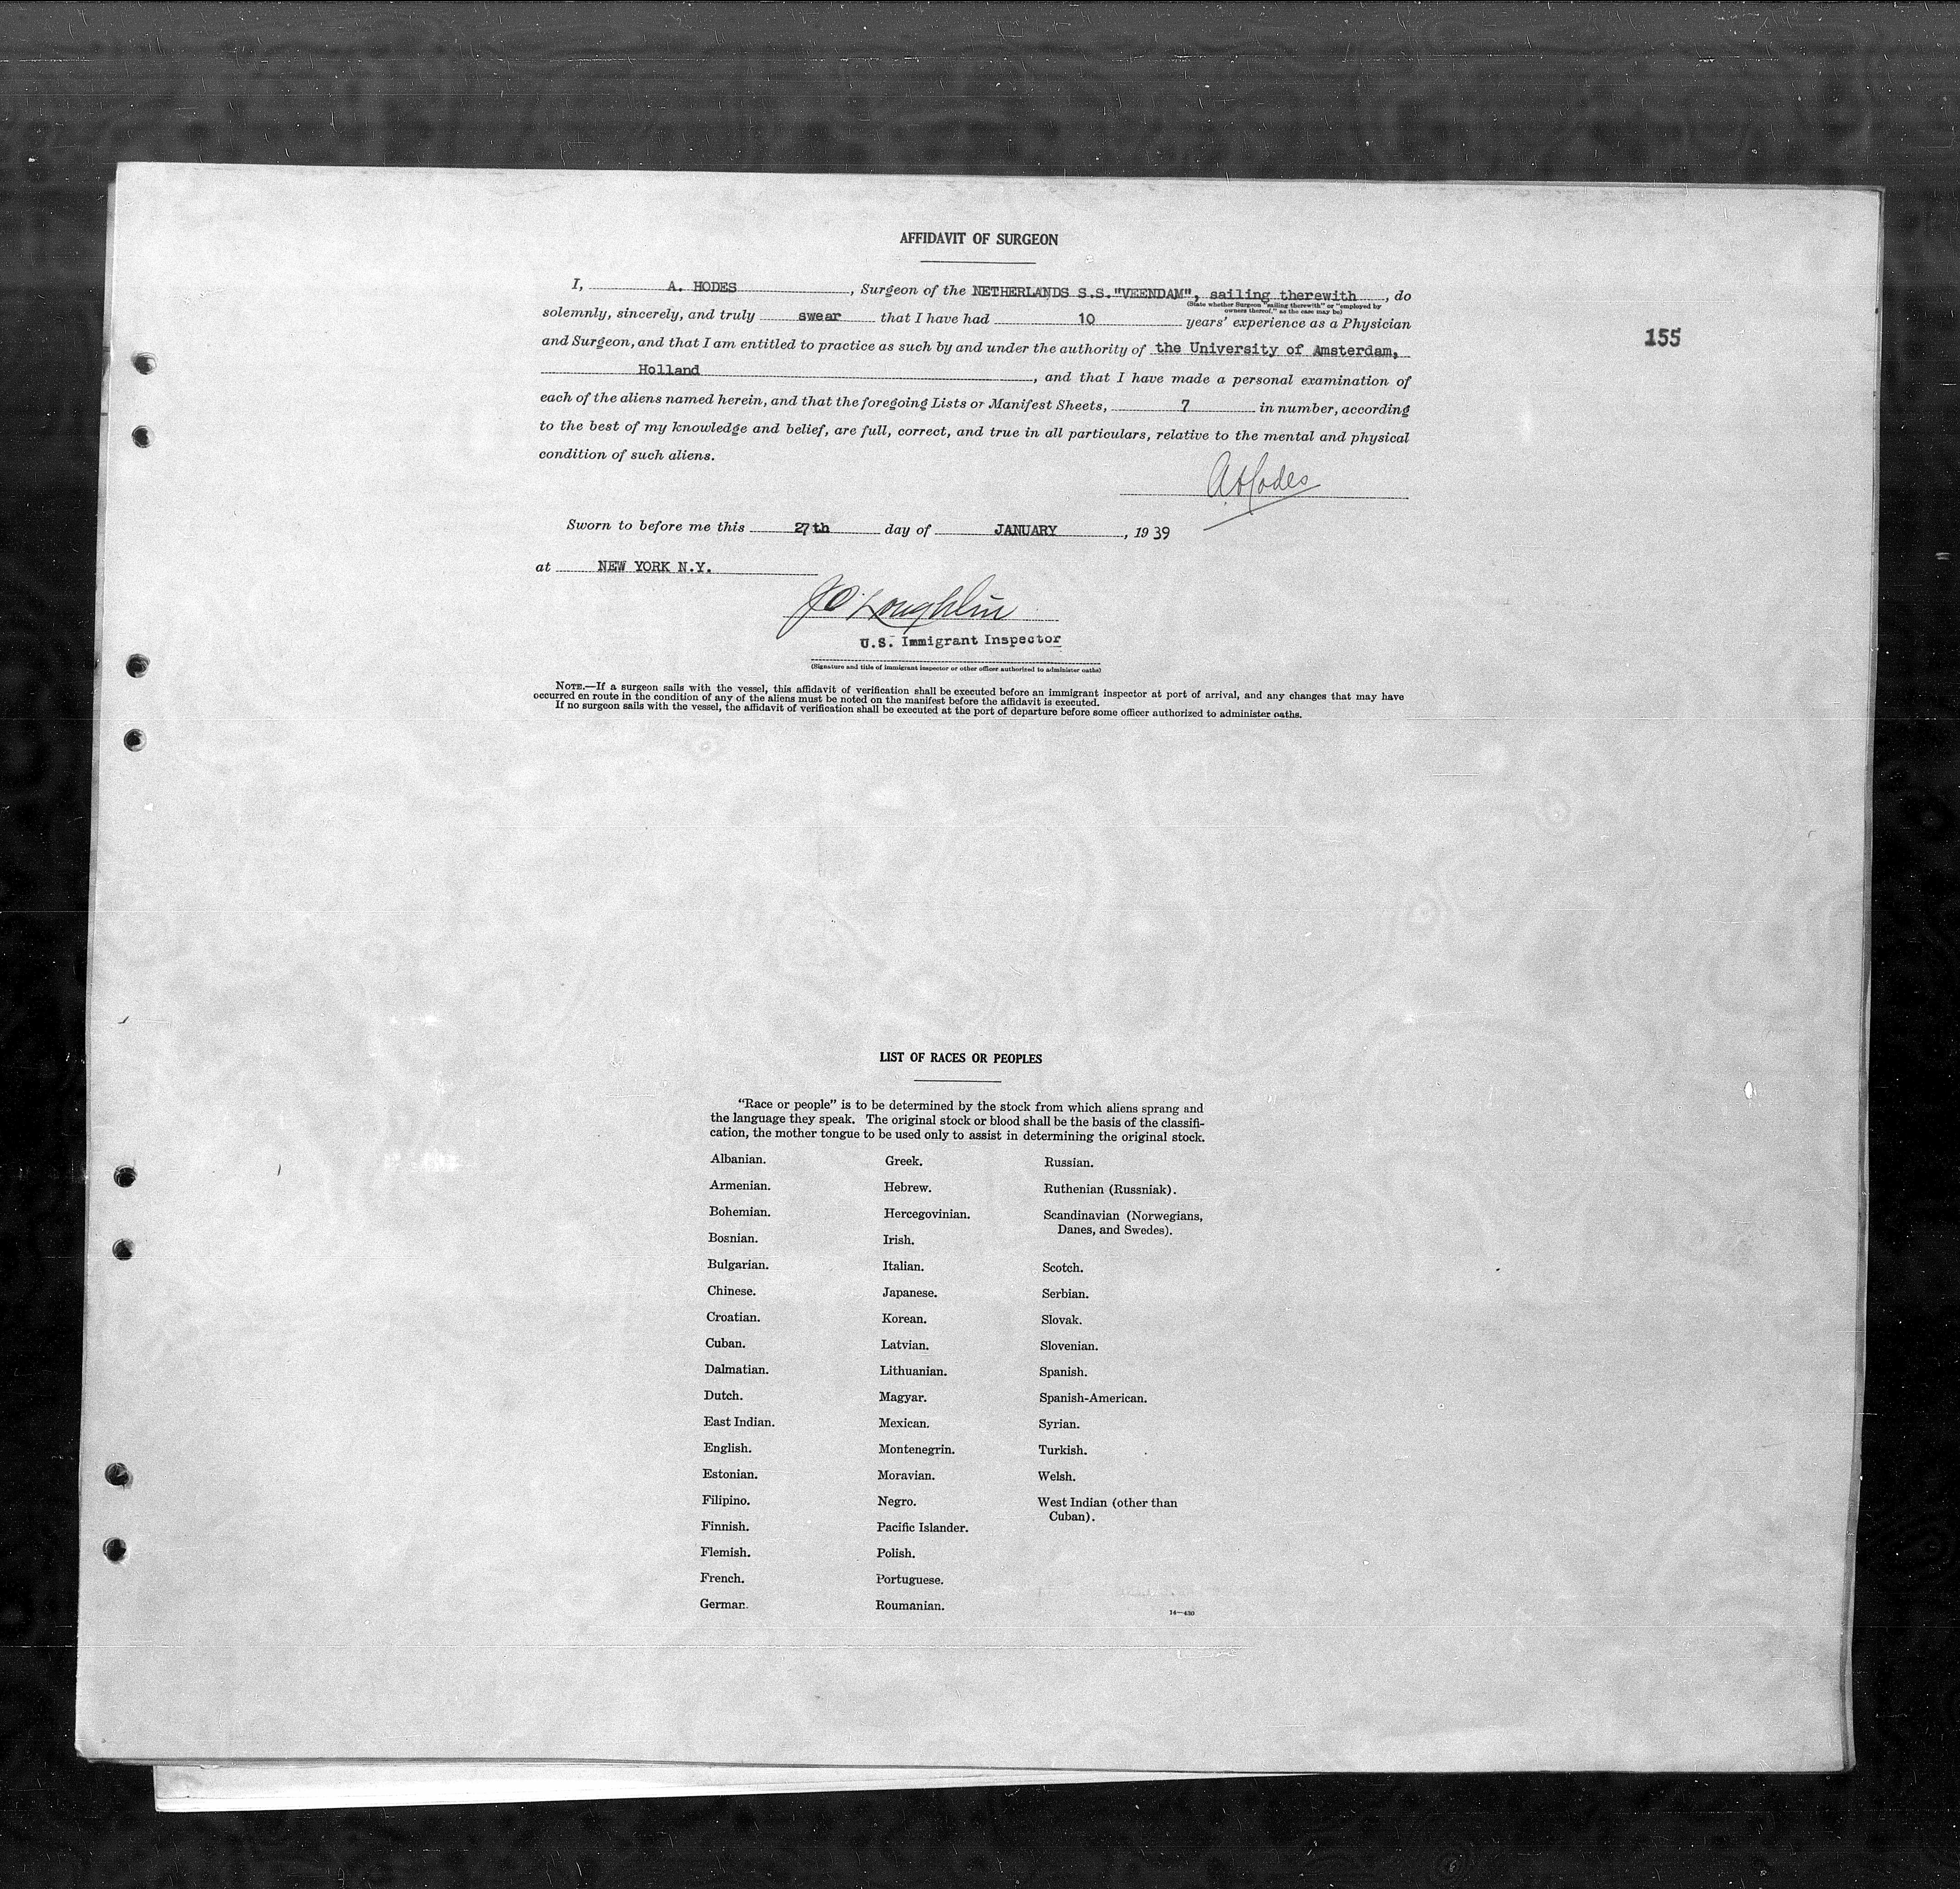 AFFIDAVIT OF SURGEON
I, A. HODES, Surgeon of the NETHERLANDS S.S."VEENDAM", sailing therewith, do
(State whether Surgeon "sailing therewith" or "employed by
owners thereof," as the case may be)
solemnly, sincerely, and truly swear that I have had 10 years' experience as a Physician
and Surgeon, and that I am entitled to practice as such by and under the authority of the University of Amsterdam,
Holland, and that I have made a personal examination of
each of the aliens named herein, and that the foregoing Lists or Manifest Sheets, 7 in number, according
to the best of my knowledge and belief, are full, correct, and true in all particulars, relative to the mental and physical
condition of such aliens.
155
A Hodes
Sworn to before me this 27th day of JANUARY, 1939
at NEW YORK N.Y.
J O'Loughlin
U.S. Immigrant Inspector
(Signature and title of immigrant inspector or other officer authorized to administer oaths)
NOTE.—If a surgeon sails with the vessel, this affidavit of verification shall be executed before an immigrant inspector at port of arrival, and any changes that may have
occurred en route in the condition of any of the aliens must be noted on the manifest before the affidavit is executed.
If no surgeon sails with the vessel, the affidavit of verification shall be executed at the port of departure before some officer authorized to administer oaths.
LIST OF RACES OR PEOPLES
"Race or people" is to be determined by the stock from which aliens sprang and
the language they speak. The original stock or blood shall be the basis of the classifi-
cation, the mother tongue to be used only to assist in determining the original stock.
Albanian.
Armenian.
Bohemian.
Bosnian.
Bulgarian.
Chinese.
Croatian.
Cuban.
Dalmatian.
Dutch.
East Indian.
English.
Estonian.
Filipino.
Finnish.
Flemish.
French.
German.
Greek.
Hebrew.
Hercegovinian.
Irish.
Italian.
Japanese.
Korean.
Latvian.
Lithuanian.
Magyar.
Mexican.
Montenegrin.
Moravian.
Negro.
Pacific Islander.
Polish.
Portuguese.
Roumanian.
Russian.
Ruthenian (Russniak).
Scandinavian (Norwegians,
Danes, and Swedes).
Scotch.
Serbian.
Slovak.
Slovenian.
Spanish.
Spanish-American.
Syrian.
Turkish.
Welsh.
West Indian (other than
Cuban).
14—430